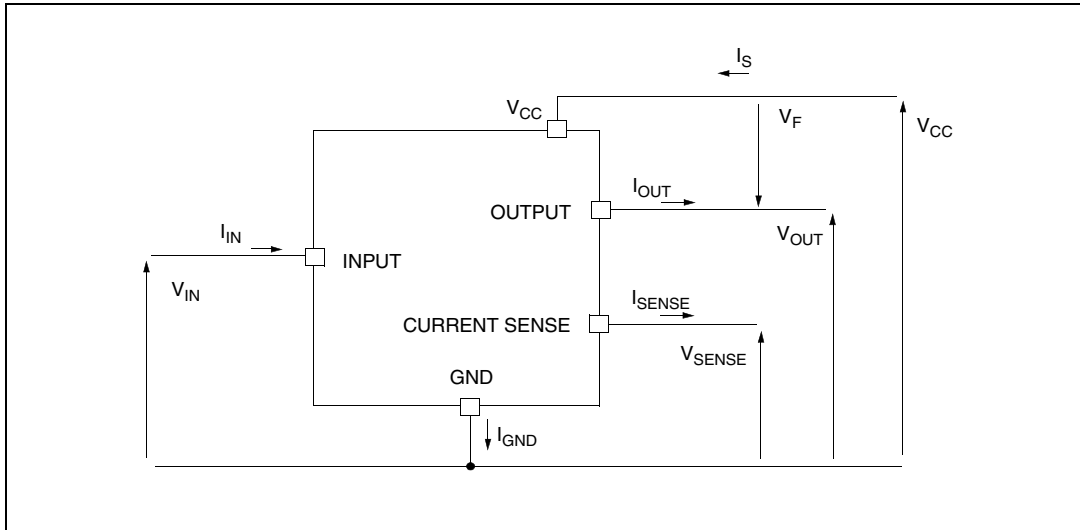 I_S
V_CC
V_F
V_CC
I_OUT
OUTPUT
V_OUT
I_IN
INPUT
V_IN
I_SENSE
CURRENT SENSE
V_SENSE
GND
I_GND